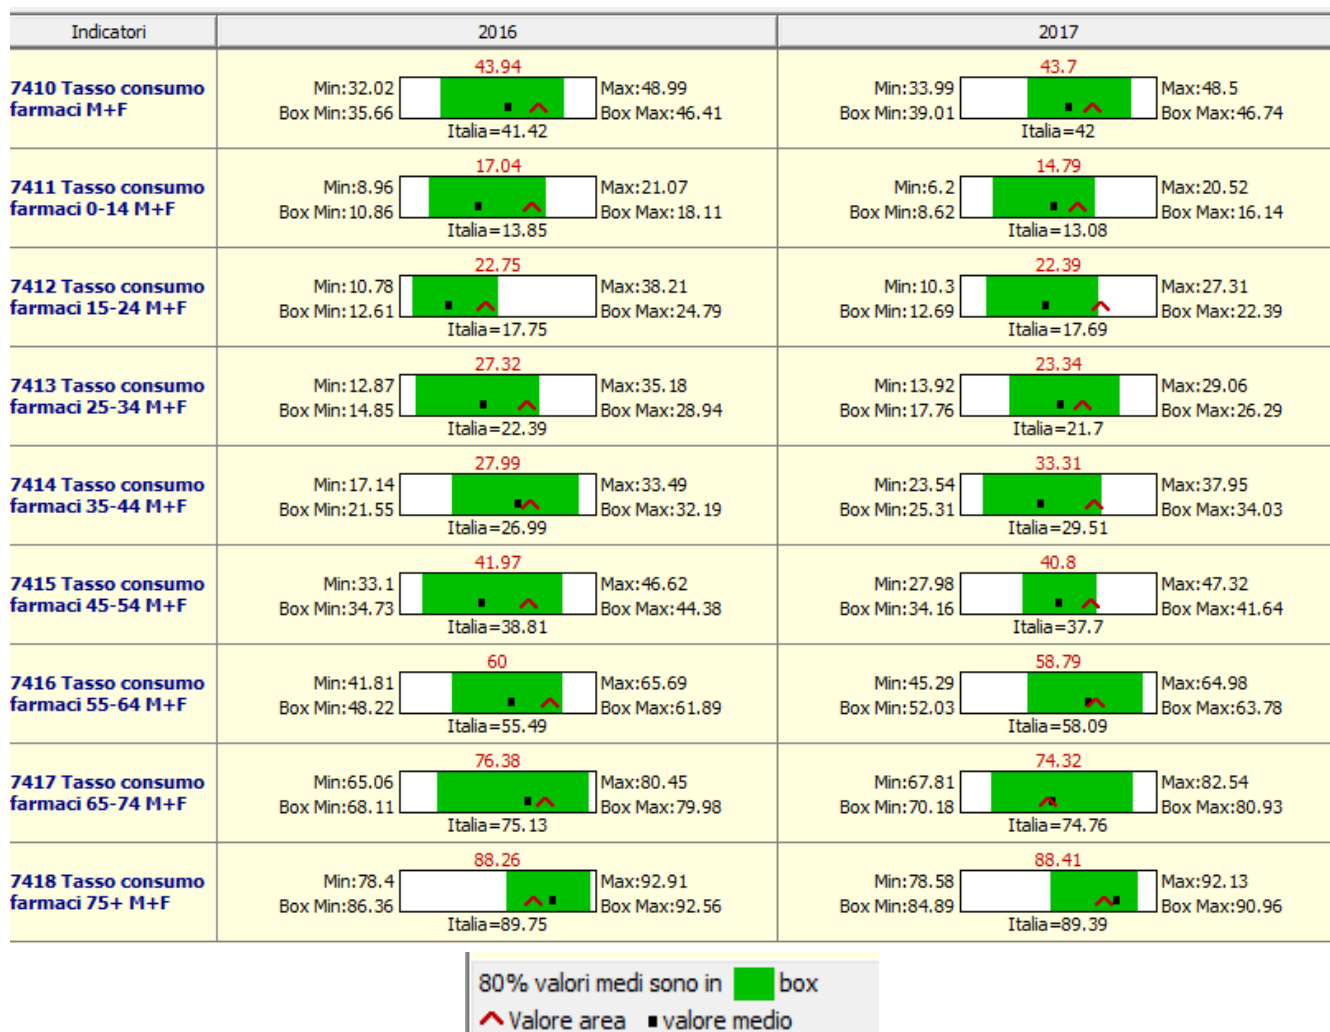 Indicatori 2016 2017
43.94 43.7
7410 Tasso consumo Min:32.02 Max:48.99 Min:33.99 Max:48.5
farmaci M+F Box Min:35.66 Box Max:46.41 Box Min:39.01 Box Max:46.74
Italia=41.42 Italia=42
17.04 14.79
7411 Tasso consumo Min:8.96 Max:21.07 Min:6.2 Max:20.52
farmaci 0-14 M+F Box Min:10.86 Box Max:18.11 Box Min:8.62 Box Max:16.14
Italia=13.85 Italia=13.08
22.75 22.39
7412 Tasso consumo Min:10.78 Max:38.21 Min:10.3 Max:27.31
farmaci 15-24 M+F Box Min:12.61 Box Max:24.79 Box Min:12.69 Box Max:22.39
Italia=17.75 Italia=17.69
27.32 23.34
7413 Tasso consumo Min:12.87 Max:35.18 Min:13.92 Max:29.06
farmaci 25-34 M+F Box Min:14.85 Box Max:28.94 Box Min:17.76 Box Max:26.29
Italia=22.39 Italia=21.7
27.99 33.31
7414 Tasso consumo Min:17.14 Max:33.49 Min:23.54 Max:37.95
farmaci 35-44 M+F Box Min:21.55 Box Max:32.19 Box Min:25.31 Box Max:34.03
Italia=26.99 Italia=29.51
41.97 40.8
7415 Tasso consumo Min:33.1 Max:46.62 Min:27.98 Max:47.32
farmaci 45-54 M+F Box Min:34.73 Box Max:44.38 Box Min:34.16 Box Max:41.64
Italia=38.81 Italia=37.7
60 58.79
7416 Tasso consumo Min:41.81 Max:65.69 Min:45.29 Max:64.98
farmaci 55-64 M+F Box Min:48.22 Box Max:61.89 Box Min:52.03 Box Max:63.78
Italia=55.49 Italia=58.09
76.38 74.32
7417 Tasso consumo Min:65.06 Max:80.45 Min:67.81 Max:82.54
farmaci 65-74 M+F Box Min:68.11 Box Max:79.98 Box Min:70.18 Box Max:80.93
Italia=75.13 Italia=74.76
88.26 88.41
7418 Tasso consumo Min:78.4 Max:92.91 Min:78.58 Max:92.13
farmaci 75+ M+F Box Min:86.36 Box Max:92.56 Box Min:84.89 Box Max:90.96
Italia=89.75 Italia=89.39
80% valori medi sono in box
Valore area valore medio